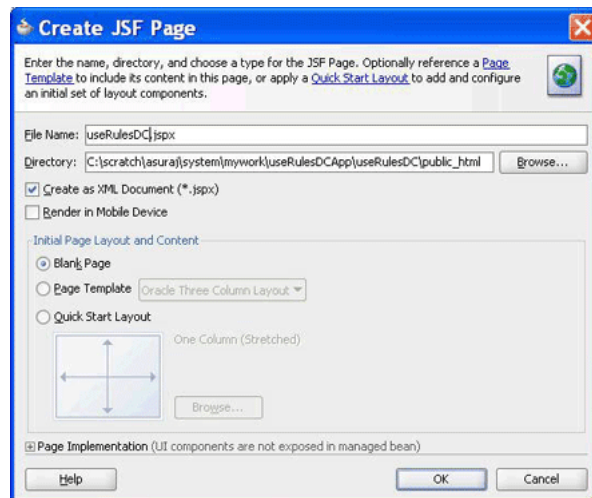 Create JSF Page
Enter the name, directory, and choose a type for the JSF Page. Optionally reference a Page
Template to include its content in this page, or apply a Quick Start Layout to add and configure
an initial set of layout components.
File Name: useRulesDC.jspx
Directory: C:\scratch\asuraj\system\mywork\useRulesDCApp\useRulesDC\public_html Browse...
Create as XML Document (*.jspx)
Render in Mobile Device
Initial Page Layout and Content
Blank Page
Page Template Oracle Three Column Layout
Quick Start Layout
One Column (Stretched)
Browse...
Page Implementation (UI components are not exposed in managed bean)
Help OK Cancel